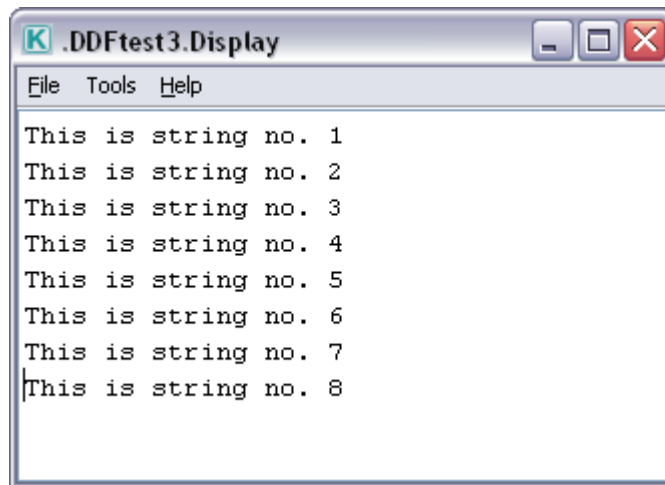 K .DDFtest3.Display
File Tools Help
This is string no. 1
This is string no. 2
This is string no. 3
This is string no. 4
This is string no. 5
This is string no. 6
This is string no. 7
This is string no. 8